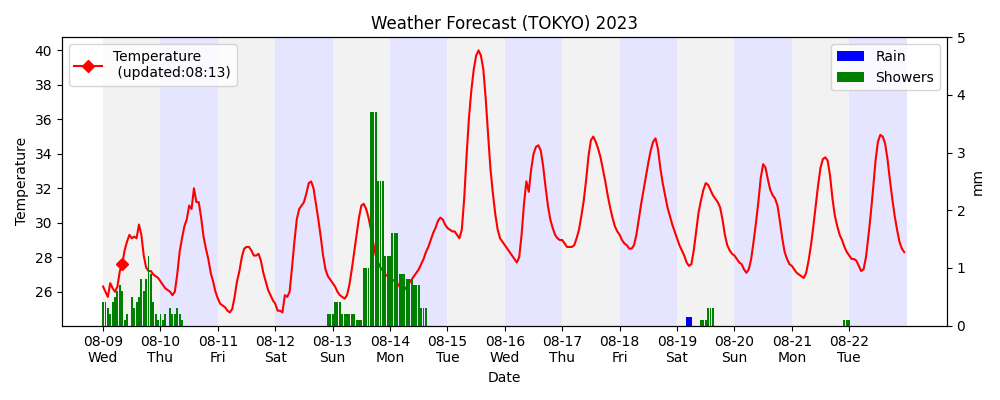 Weather Forecast (TOKYO) 2023
Temperature
(updated:08:13)
Rain
Showers
40
38
36
34
32
30
28
26
Temperature
5
4
3
2
1
0
mm
08-09 08-10 08-11 08-12 08-13 08-14 08-15 08-16 08-17 08-18 08-19 08-20 08-21 08-22
Wed Thu Fri Sat Sun Mon Tue Wed Thu Fri Sat Sun Mon Tue
Date